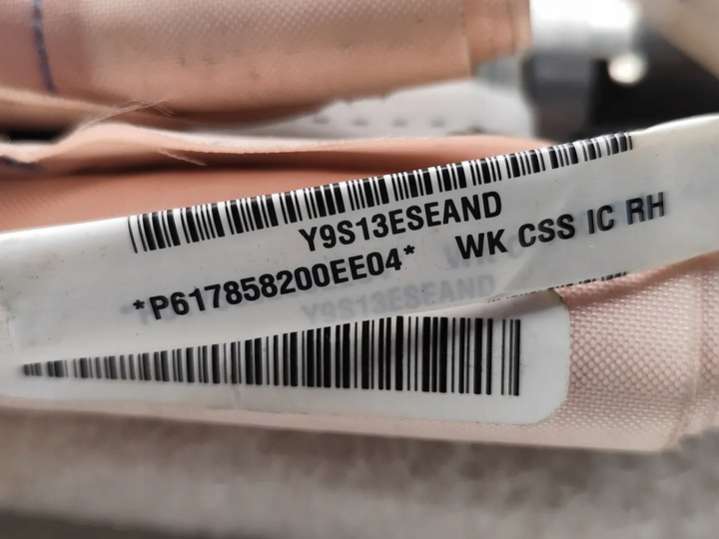 Y9S13ESEAND
*P617858200EE04* WK CSS IC RH